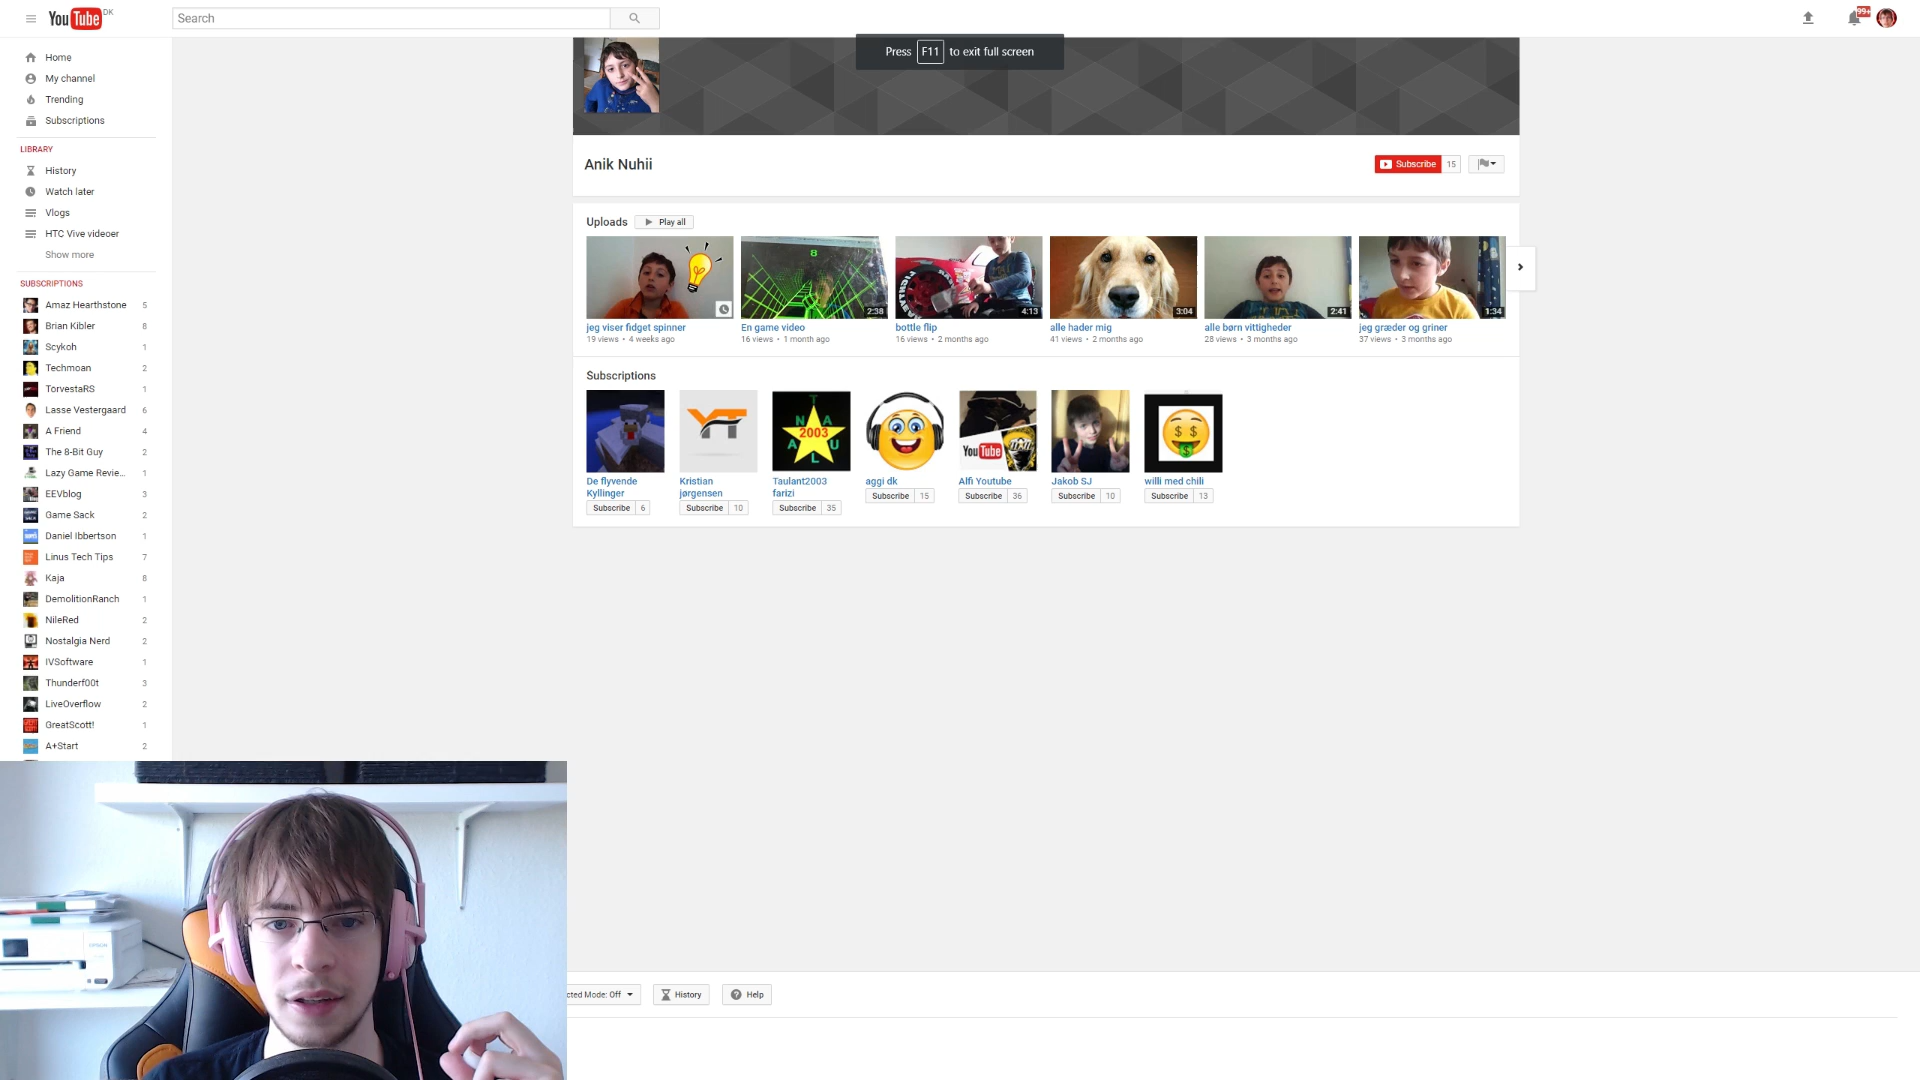 YouTube DK
Search
99+
Press F11 to exit full screen
Home
My channel
Trending
Subscriptions
LIBRARY
History
Watch later
Vlogs
HTC Vive videoer
Show more
SUBSCRIPTIONS
Amaz Hearthstone 5
Brian Kibler 8
Scykoh 1
Techmoan 2
TorvestaRS 1
Lasse Vestergaard 6
A Friend 4
The 8-Bit Guy 2
Lazy Game Revie... 1
EEVblog 3
Game Sack 2
Daniel Ibbertson 1
Linus Tech Tips 7
Kaja 8
DemolitionRanch 1
NileRed 2
Nostalgia Nerd 2
IVSoftware 1
Thunderf00t 3
LiveOverflow 2
GreatScott! 1
A+Start 2
Anik Nuhii
Subscribe 15
Uploads Play all
8
2:38 4:13 3:04 2:41 1:34
jeg viser fidget spinner En game video bottle flip alle hader mig alle børn vittigheder jeg græder og griner
19 views • 4 weeks ago 16 views • 1 month ago 16 views • 2 months ago 41 views • 2 months ago 28 views • 3 months ago 37 views • 3 months ago
Subscriptions
YT
TAULANT 2003
YouTube
De flyvende Kristian Taulant2003 aggi dk Alfi Youtube Jakob SJ willi med chili
Kyllinger jørgensen farizi
Subscribe 15 Subscribe 36 Subscribe 10 Subscribe 13
Subscribe 6 Subscribe 10 Subscribe 35
EPSON
cted Mode: Off History Help